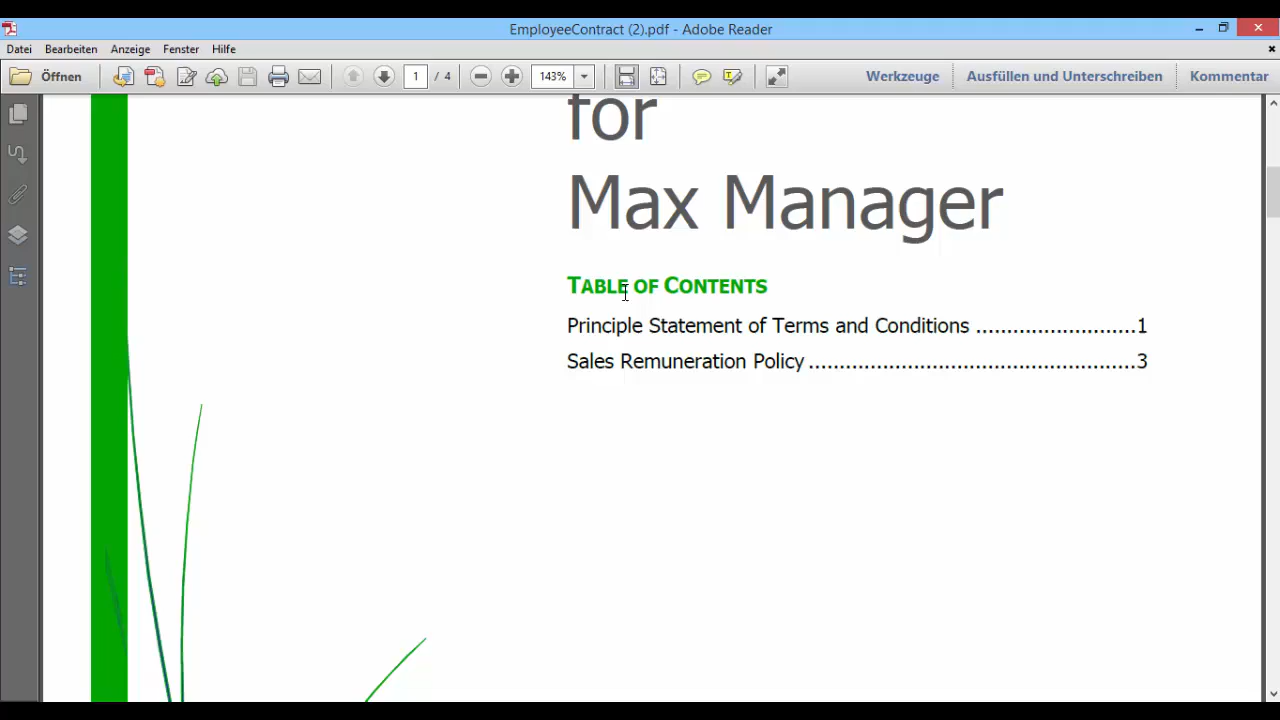 EmployeeContract (2).pdf - Adobe Reader
Datei Bearbeiten Anzeige Fenster Hilfe
Öffnen 1 / 4 143% Werkzeuge Ausfüllen und Unterschreiben Kommentar
for
Max Manager
TABLE OF CONTENTS
Principle Statement of Terms and Conditions ..........................1
Sales Remuneration Policy .....................................................3